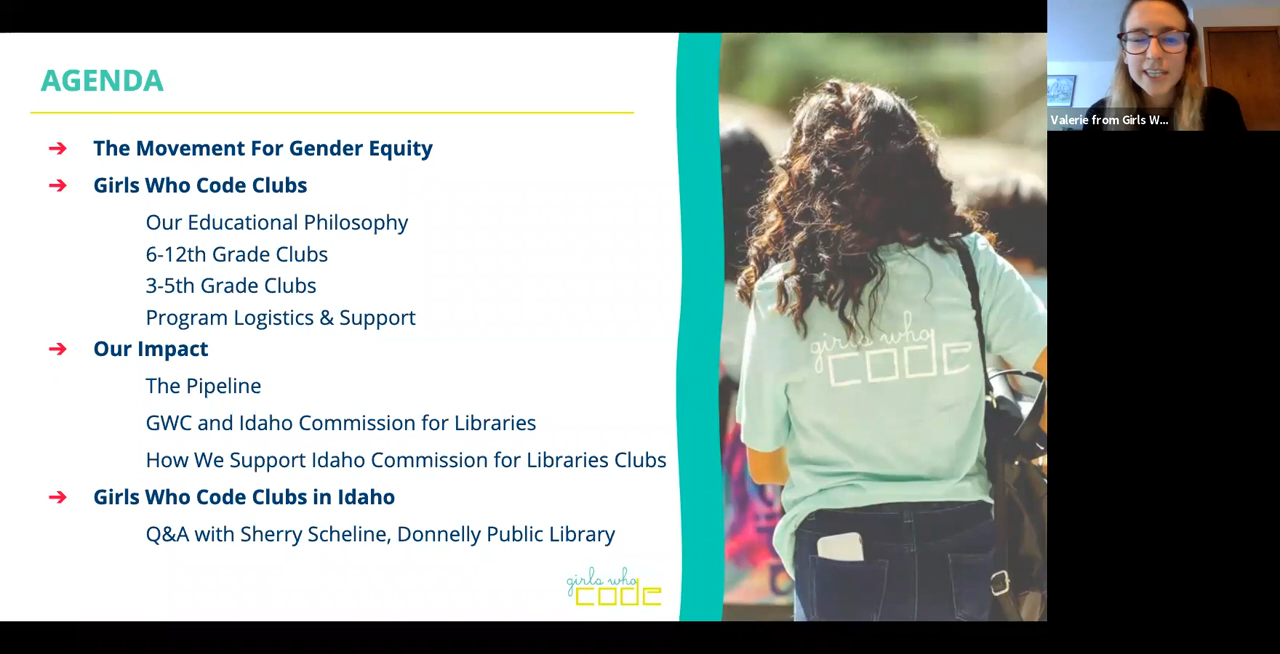 AGENDA
➔ The Movement For Gender Equity
➔ Girls Who Code Clubs
Our Educational Philosophy
6-12th Grade Clubs
3-5th Grade Clubs
Program Logistics & Support
➔ Our Impact
The Pipeline
GWC and Idaho Commission for Libraries
How We Support Idaho Commission for Libraries Clubs
➔ Girls Who Code Clubs in Idaho
Q&A with Sherry Scheline, Donnelly Public Library
girls who
code
girls who
code
Valerie from Girls W...